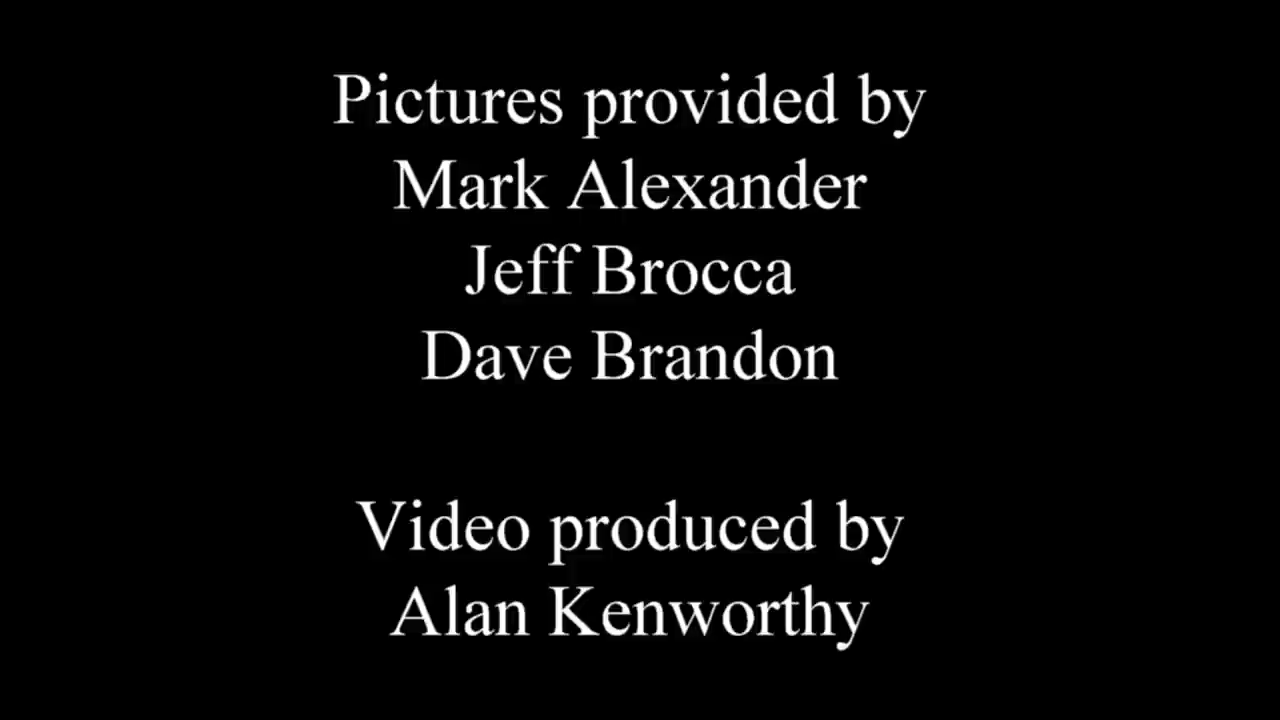 Pictures provided by
Mark Alexander
Jeff Brocca
Dave Brandon
Video produced by
Alan Kenworthy